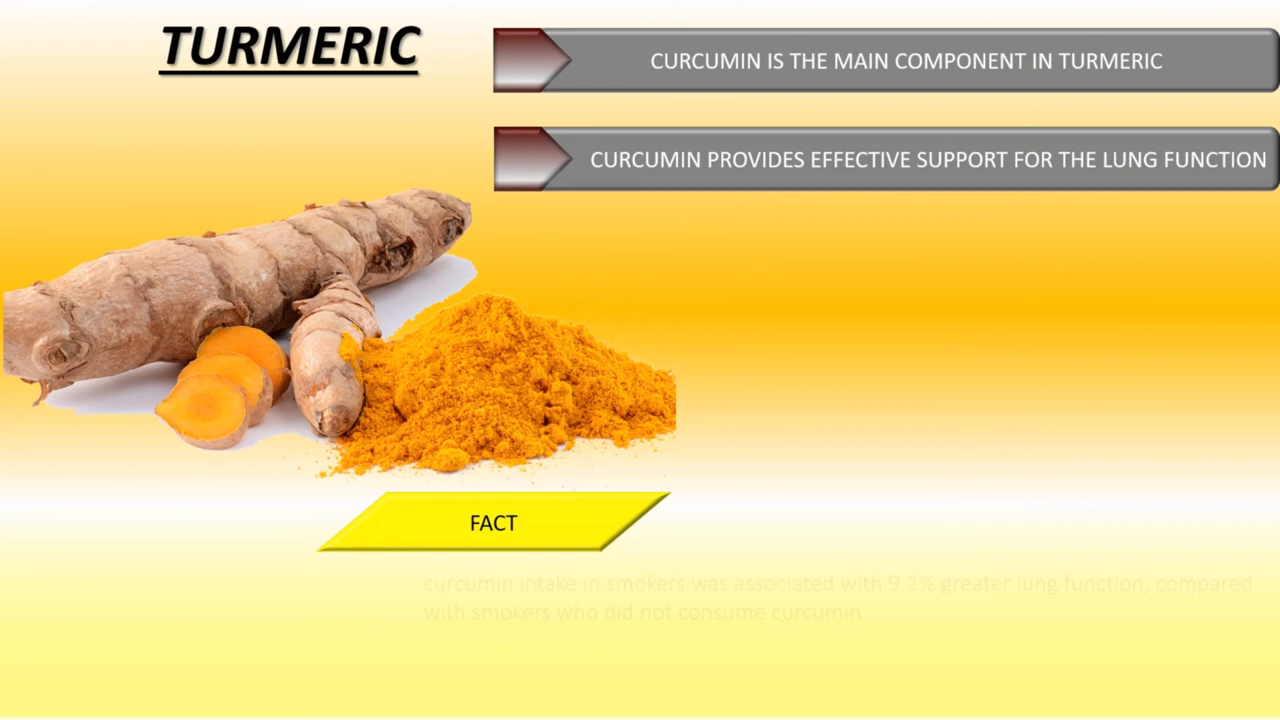 TURMERIC
CURCUMIN IS THE MAIN COMPONENT IN TURMERIC
CURCUMIN PROVIDES EFFECTIVE SUPPORT FOR THE LUNG FUNCTION
FACT
curcumin intake in smokers was associated with 9.2% greater lung function, compared
with smokers who did not consume curcumin